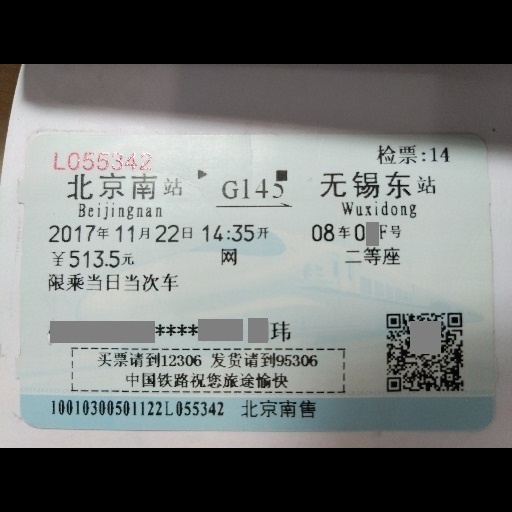 L055342 检票:14
北京南站 G145 无锡东站
Beijingnan Wuxidong
2017年11月22日14:35开 08车0 F号
￥513.5元 网 二等座
限乘当日当次车
**** 玮
买票请到12306 发货请到95306
中国铁路祝您旅途愉快
10010300501122L055342 北京南售